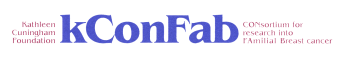 Kathleen
Cuningham
Foundation
kConFab
CONsortium for
research into
FAmilial Breast cancer